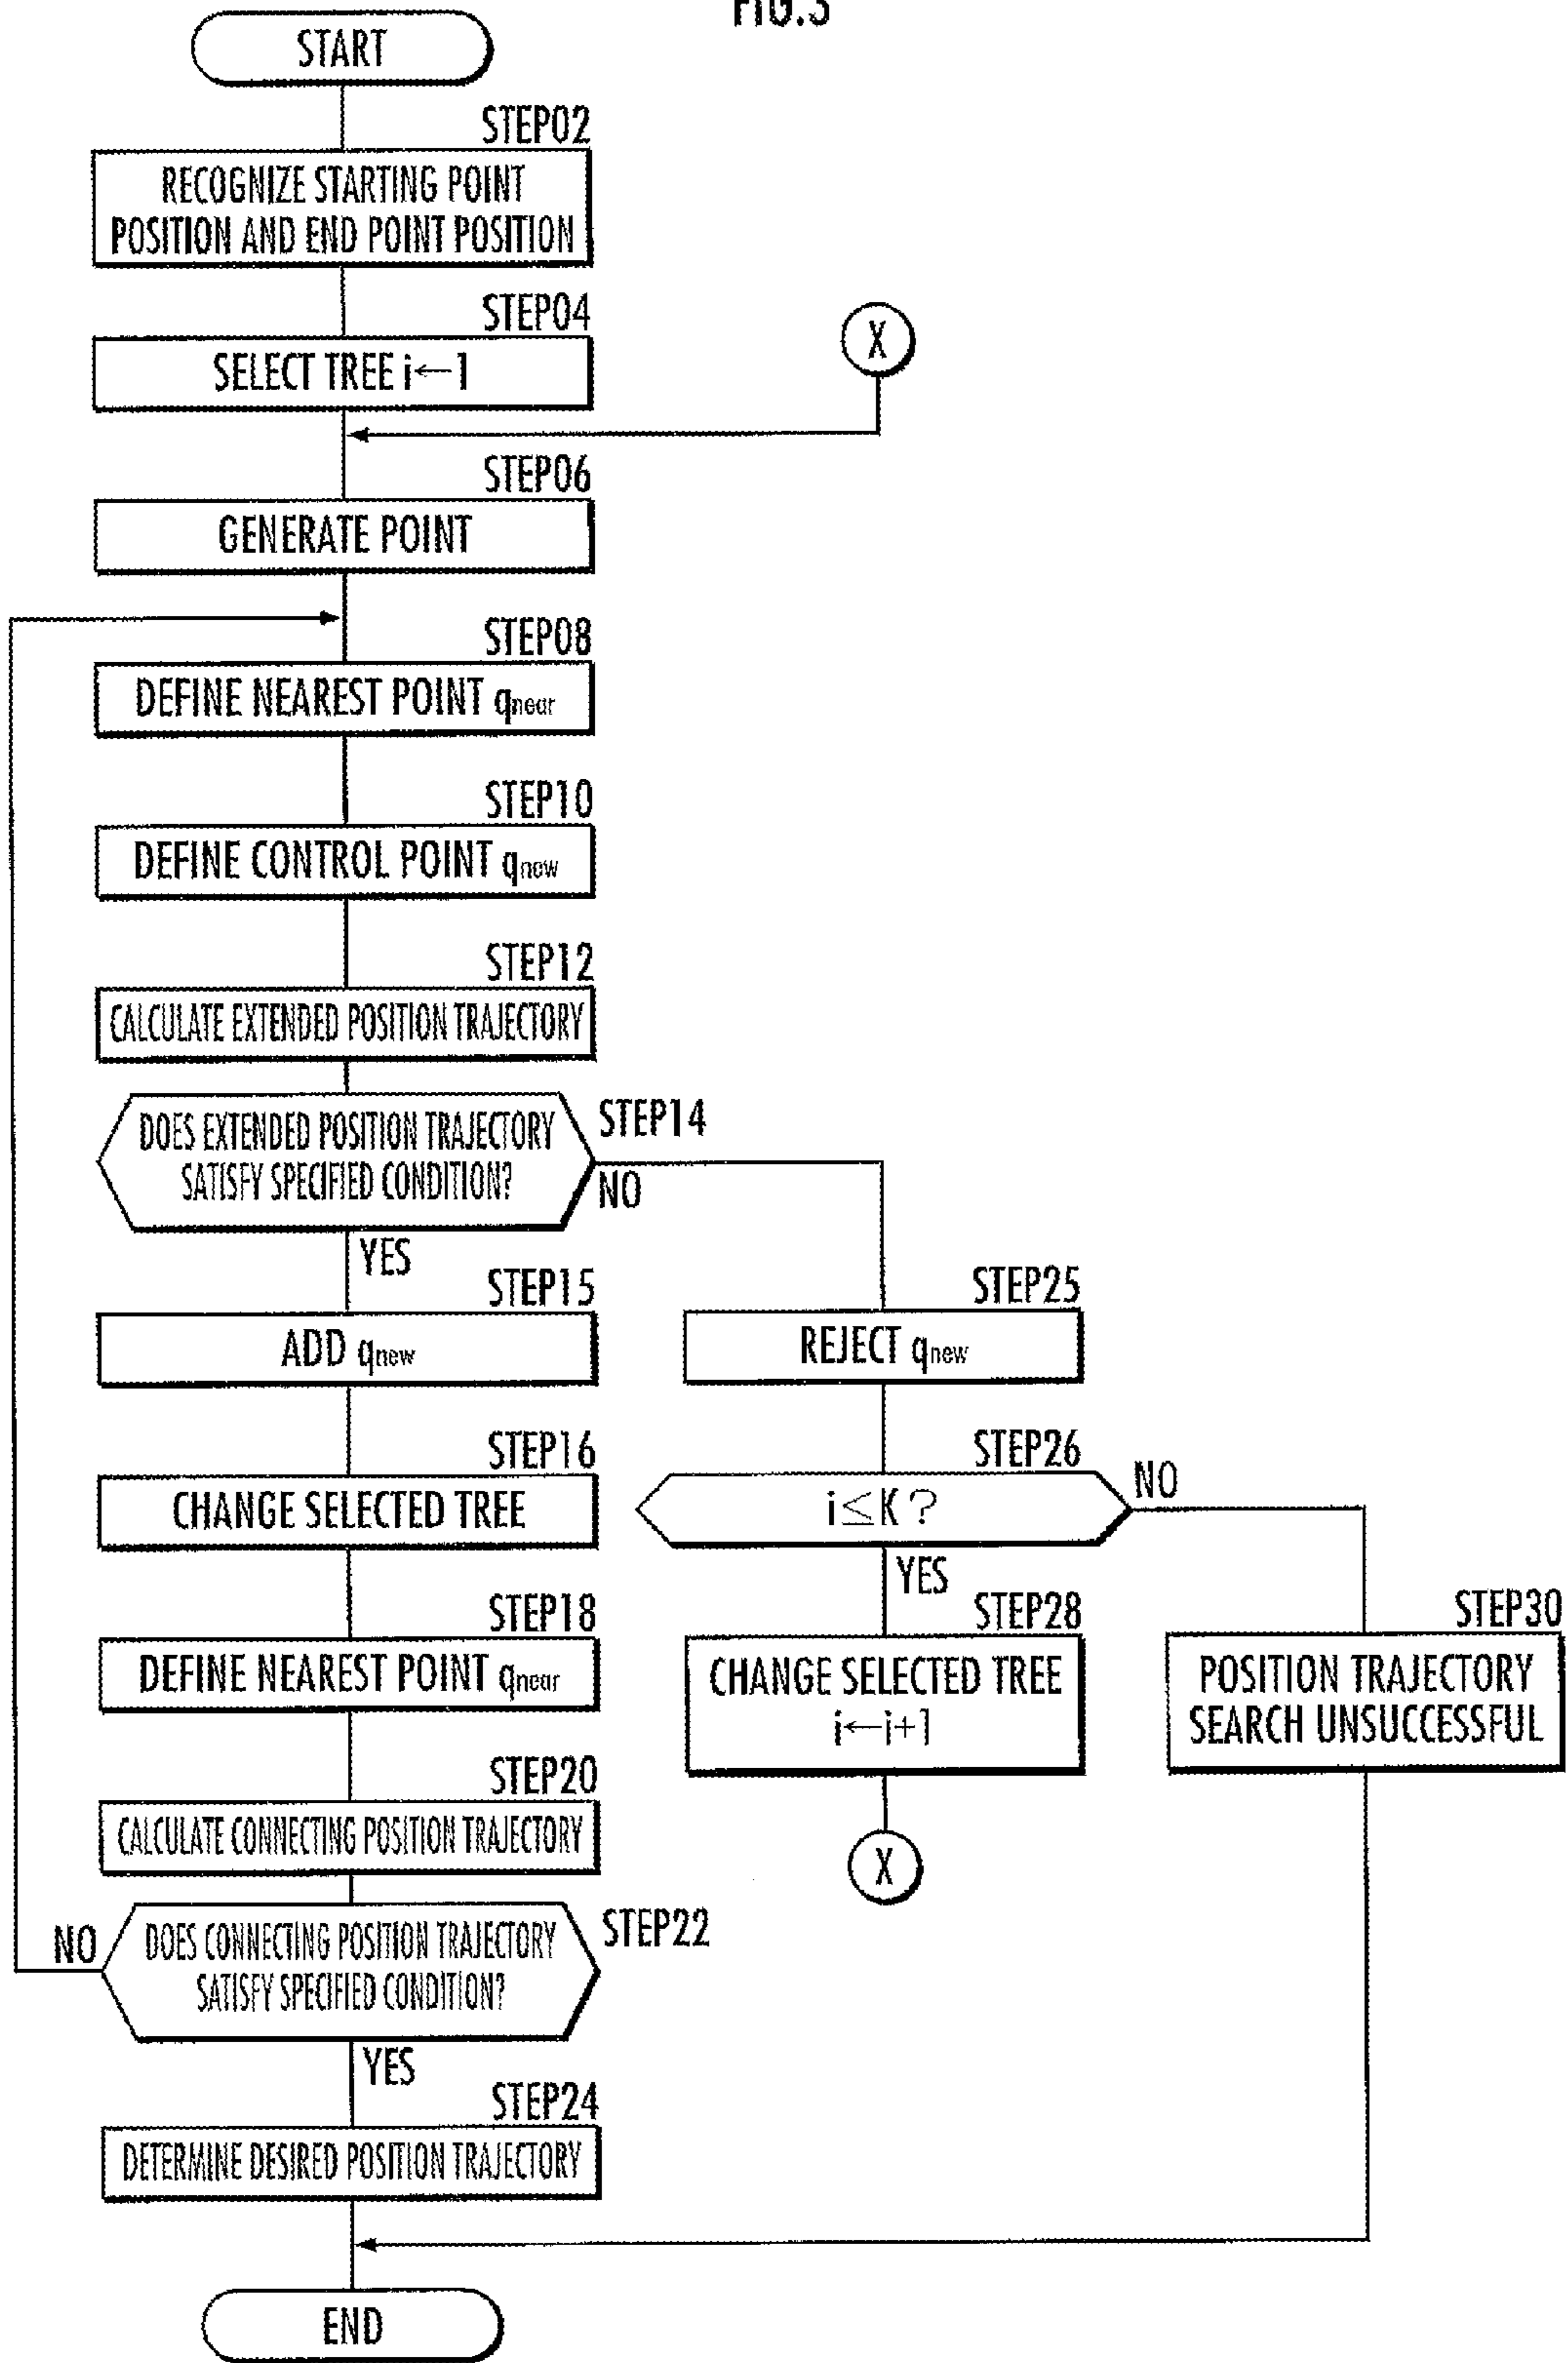 FIG.3
START
STEP02
RECOGNIZE STARTING POINT
POSITION AND END POINT POSITION
STEP04
SELECT TREE i←1
X
STEP06
GENERATE POINT
STEP08
DEFINE NEAREST POINT qnear
STEP10
DEFINE CONTROL POINT qnew
STEP12
CALCULATE EXTENDED POSITION TRAJECTORY
DOES EXTENDED POSITION TRAJECTORY
SATISFY SPECIFIED CONDITION?
STEP14
NO
YES
STEP15
ADD qnew
STEP25
REJECT qnew
STEP16
CHANGE SELECTED TREE
STEP26
i≦K?
NO
YES
STEP18
DEFINE NEAREST POINT qnear
STEP28
CHANGE SELECTED TREE
i←i+1
STEP30
POSITION TRAJECTORY
SEARCH UNSUCCESSFUL
STEP20
CALCULATE CONNECTING POSITION TRAJECTORY
X
NO
DOES CONNECTING POSITION TRAJECTORY
SATISFY SPECIFIED CONDITION?
STEP22
YES
STEP24
DETERMINE DESIRED POSITION TRAJECTORY
END